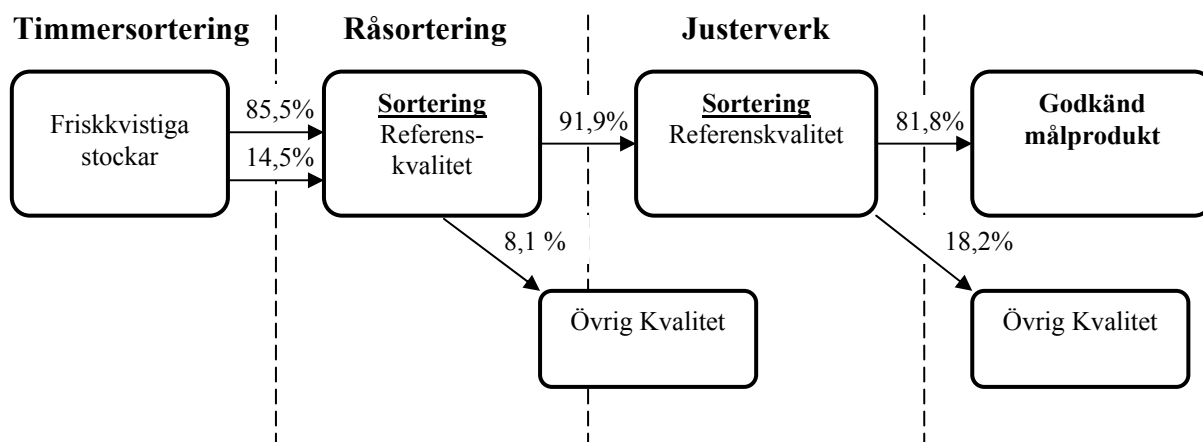 Timmersortering
Råsortering
Justerverk
Friskkvistiga
stockar
85,5%
14,5%
Sortering
Referens-
kvalitet
91,9%
8,1 %
Övrig Kvalitet
Sortering
Referenskvalitet
81,8%
18,2%
Godkänd
målprodukt
Övrig Kvalitet